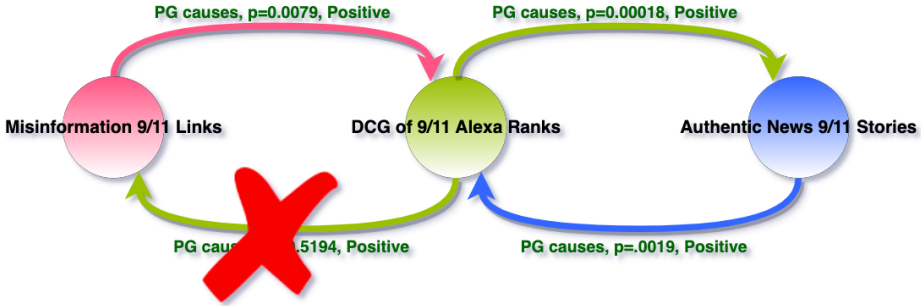 PG causes, p=0.0079, Positive
PG causes, p=0.00018, Positive
Misinformation 9/11 Links
DCG of 9/11 Alexa Ranks
Authentic News 9/11 Stories
PG .5194, Positive
PG causes, p=.0019, Positive